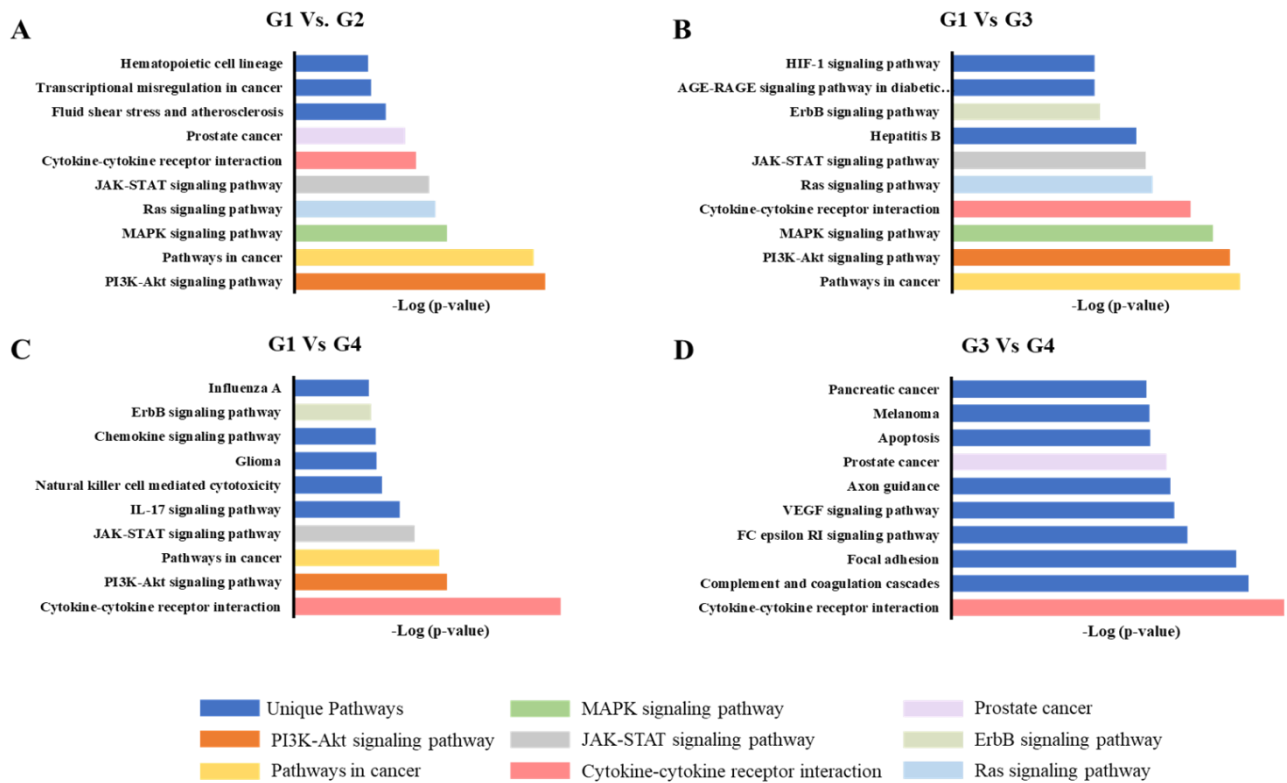 A
G1 Vs. G2
Hematopoietic cell lineage
Transcriptional misregulation in cancer
Fluid shear stress and atherosclerosis
Prostate cancer
Cytokine-cytokine receptor interaction
JAK-STAT signaling pathway
Ras signaling pathway
MAPK signaling pathway
Pathways in cancer
PI3K-Akt signaling pathway
-Log (p-value)
B
G1 Vs G3
HIF-1 signaling pathway
AGE-RAGE signaling pathway in diabetic..
ErbB signaling pathway
Hepatitis B
JAK-STAT signaling pathway
Ras signaling pathway
Cytokine-cytokine receptor interaction
MAPK signaling pathway
PI3K-Akt signaling pathway
Pathways in cancer
-Log (p-value)
C
G1 Vs G4
Influenza A
ErbB signaling pathway
Chemokine signaling pathway
Glioma
Natural killer cell mediated cytotoxicity
IL-17 signaling pathway
JAK-STAT signaling pathway
Pathways in cancer
PI3K-Akt signaling pathway
Cytokine-cytokine receptor interaction
-Log (p-value)
D
G3 Vs G4
Pancreatic cancer
Melanoma
Apoptosis
Prostate cancer
Axon guidance
VEGF signaling pathway
FC epsilon RI signaling pathway
Focal adhesion
Complement and coagulation cascades
Cytokine-cytokine receptor interaction
-Log (p-value)
Unique Pathways
PI3K-Akt signaling pathway
Pathways in cancer
MAPK signaling pathway
JAK-STAT signaling pathway
Cytokine-cytokine receptor interaction
Prostate cancer
ErbB signaling pathway
Ras signaling pathway